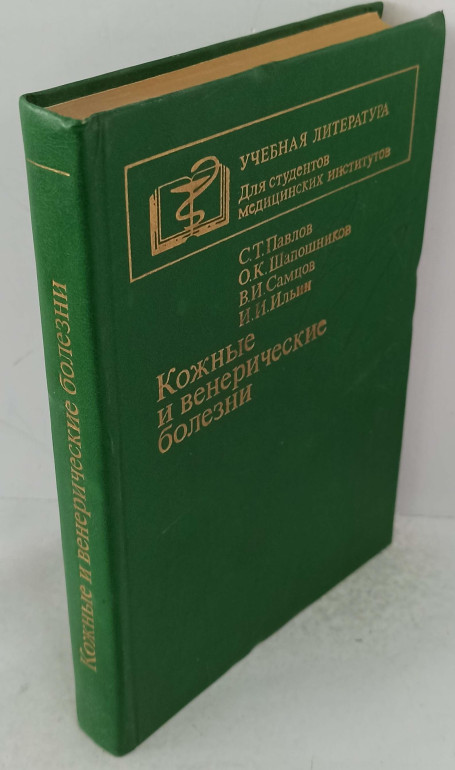 УЧЕБНАЯ ЛИТЕРАТУРА
Для студентов
медицинских институтов
С.Т.Павлов
О.К.Шапошников
В.И.Самцов
И.И.Ильин
Кожные
и венерические
болезни
Кожные и венерические болезни